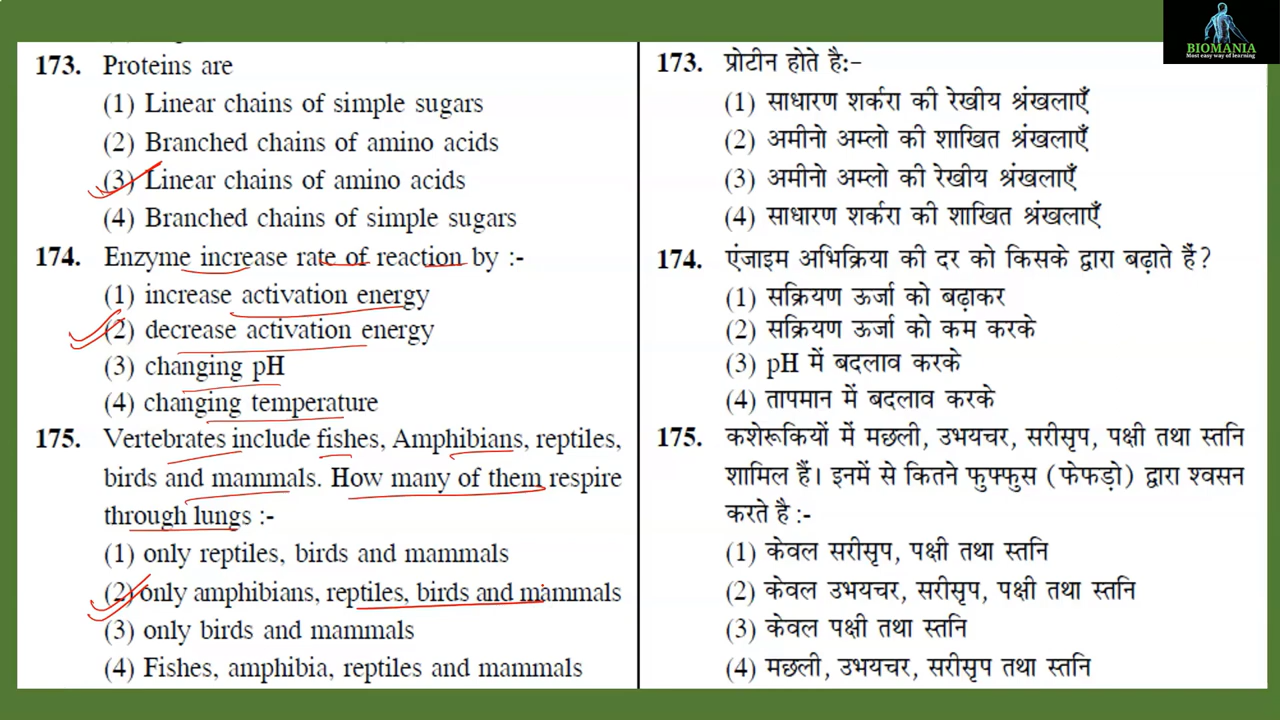 BIOMANIA
Most easy way of learning
173. Proteins are
(1) Linear chains of simple sugars
(2) Branched chains of amino acids
(3) Linear chains of amino acids
(4) Branched chains of simple sugars
174. Enzyme increase rate of reaction by :-
(1) increase activation energy
(2) decrease activation energy
(3) changing pH
(4) changing temperature
175. Vertebrates include fishes, Amphibians, reptiles,
birds and mammals. How many of them respire
through lungs :-
(1) only reptiles, birds and mammals
(2) only amphibians, reptiles, birds and mammals
(3) only birds and mammals
(4) Fishes, amphibia, reptiles and mammals
173. प्रोटीन होते है:-
(1) साधारण शर्करा की रेखीय श्रंखलाएँ
(2) अमीनो अम्लो की शाखित श्रंखलाएँ
(3) अमीनो अम्लो की रेखीय श्रंखलाएँ
(4) साधारण शर्करा की शाखित श्रंखलाएँ
174. एंजाइम अभिक्रिया की दर को किसके द्वारा बढ़ाते हैं?
(1) सक्रियण ऊर्जा को बढ़ाकर
(2) सक्रियण ऊर्जा को कम करके
(3) pH में बदलाव करके
(4) तापमान में बदलाव करके
175. कशेरूकियों में मछली, उभयचर, सरीसृप, पक्षी तथा स्तनि
शामिल हैं। इनमें से कितने फुफ्फुस (फेफड़ो) द्वारा श्वसन
करते है :-
(1) केवल सरीसृप, पक्षी तथा स्तनि
(2) केवल उभयचर, सरीसृप, पक्षी तथा स्तनि
(3) केवल पक्षी तथा स्तनि
(4) मछली, उभयचर, सरीसृप तथा स्तनि